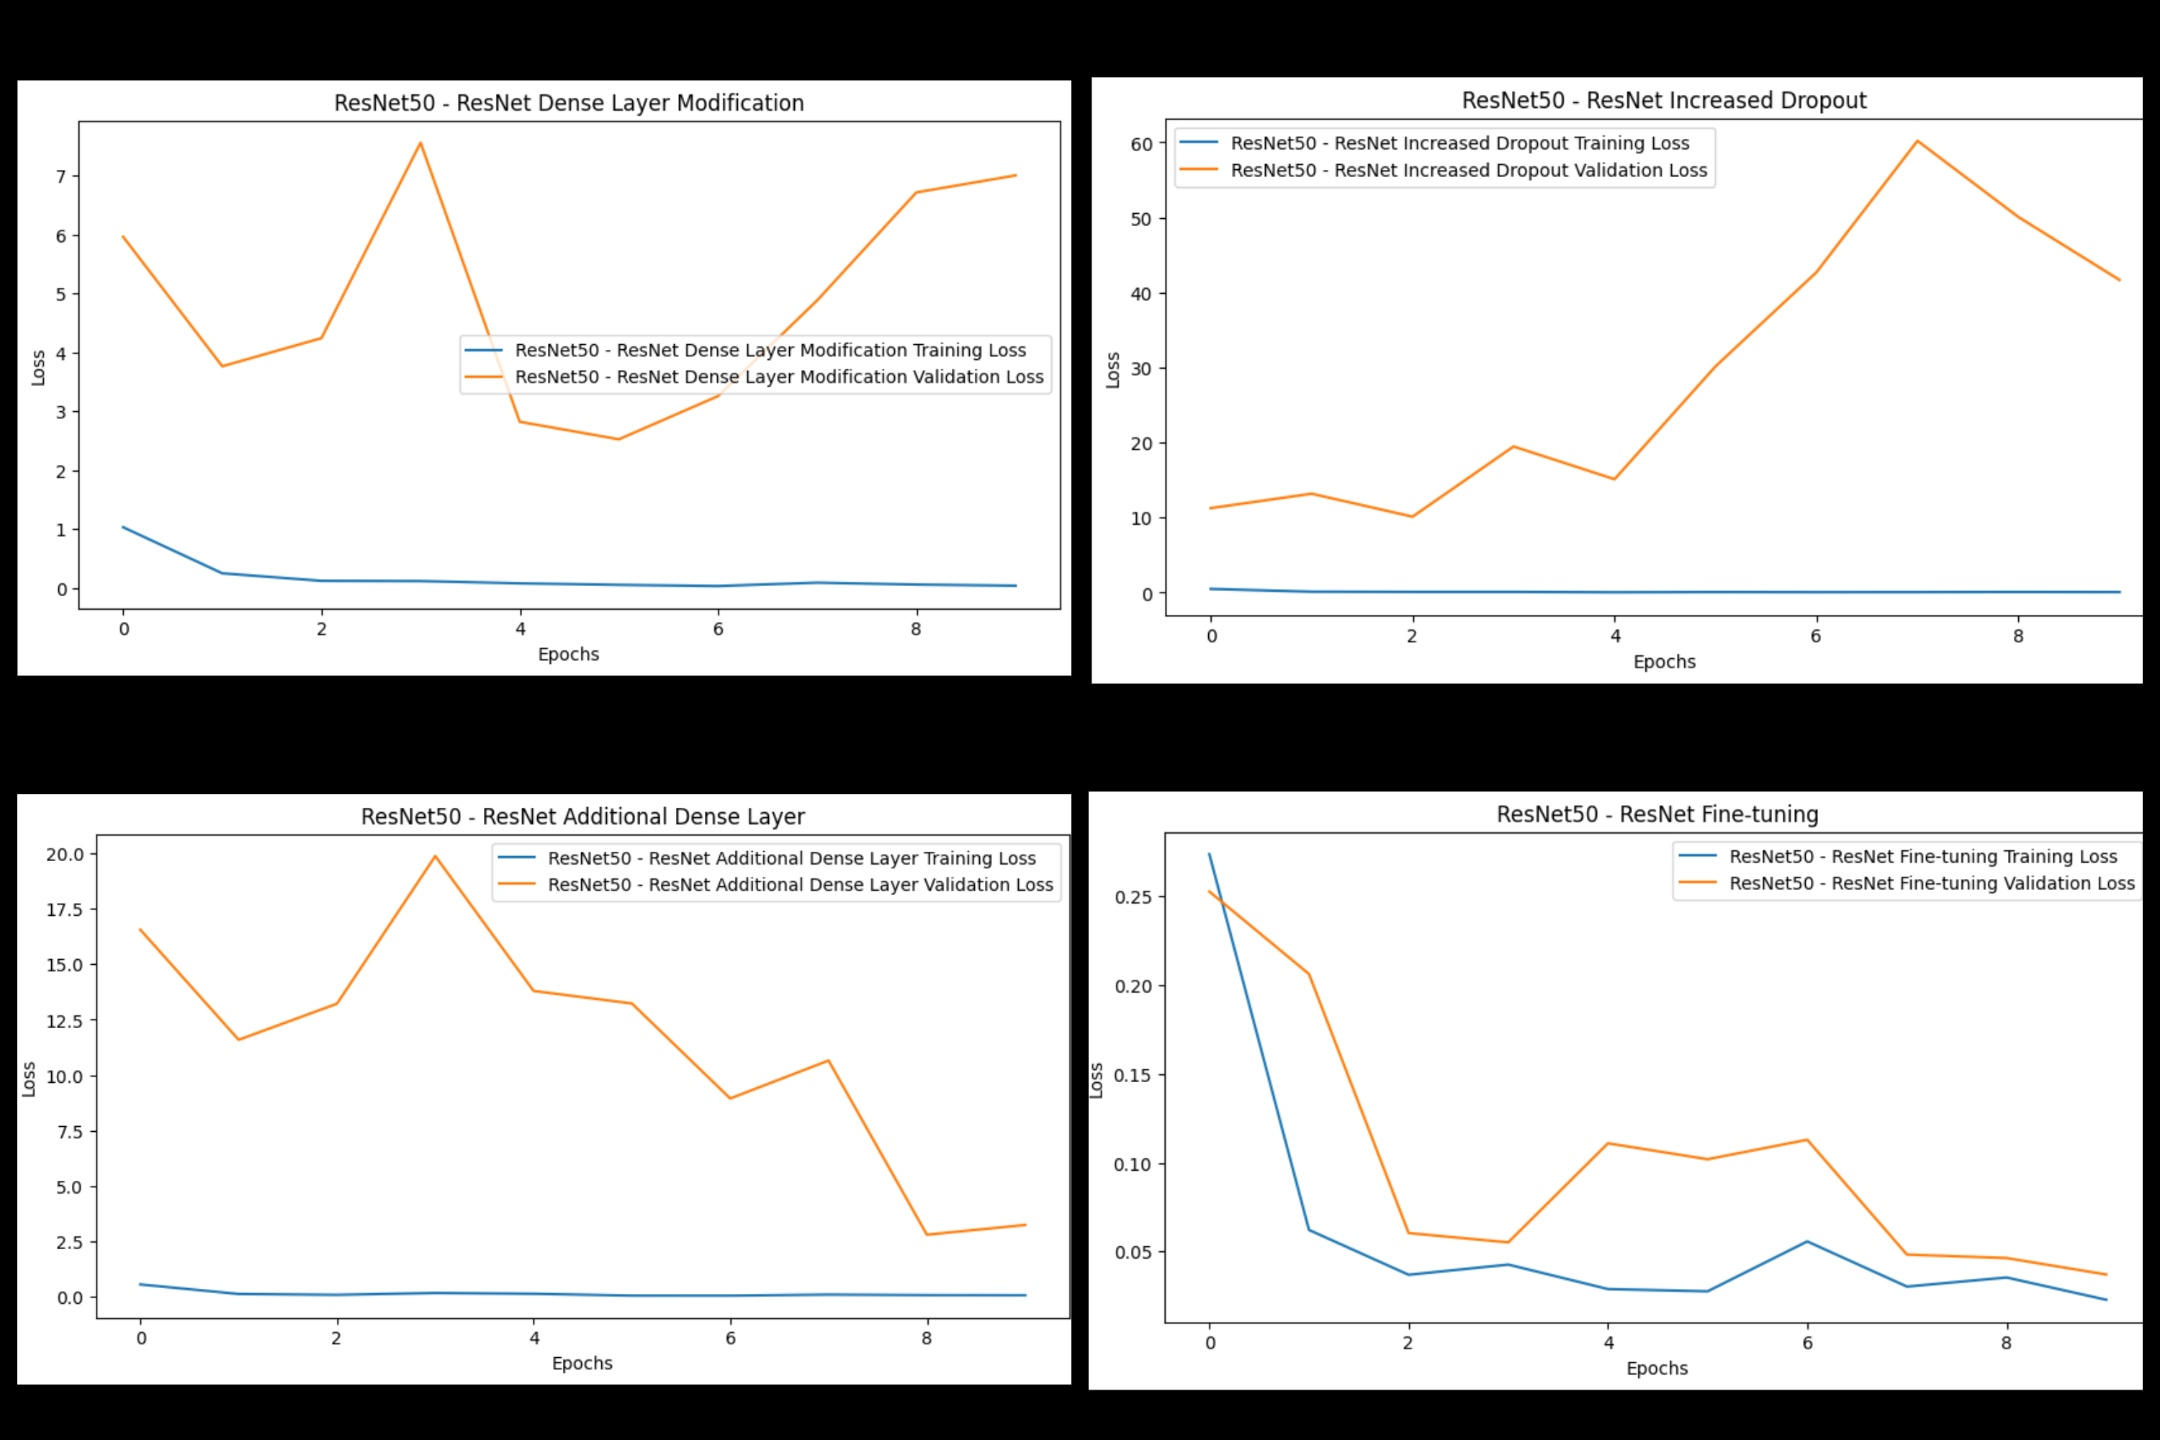 ResNet50 - ResNet Dense Layer Modification
7
6
5
4
3
2
1
0
Loss
ResNet50 - ResNet Dense Layer Modification Training Loss
ResNet50 - ResNet Dense Layer Modification Validation Loss
0 2 4 6 8
Epochs
ResNet50 - ResNet Increased Dropout
ResNet50 - ResNet Increased Dropout Training Loss
ResNet50 - ResNet Increased Dropout Validation Loss
60
50
40
30
20
10
0
Loss
0 2 4 6 8
Epochs
ResNet50 - ResNet Additional Dense Layer
ResNet50 - ResNet Additional Dense Layer Training Loss
ResNet50 - ResNet Additional Dense Layer Validation Loss
20.0
17.5
15.0
12.5
10.0
7.5
5.0
2.5
0.0
Loss
0 2 4 6 8
Epochs
ResNet50 - ResNet Fine-tuning
ResNet50 - ResNet Fine-tuning Training Loss
ResNet50 - ResNet Fine-tuning Validation Loss
0.25
0.20
0.15
0.10
0.05
Loss
0 2 4 6 8
Epochs